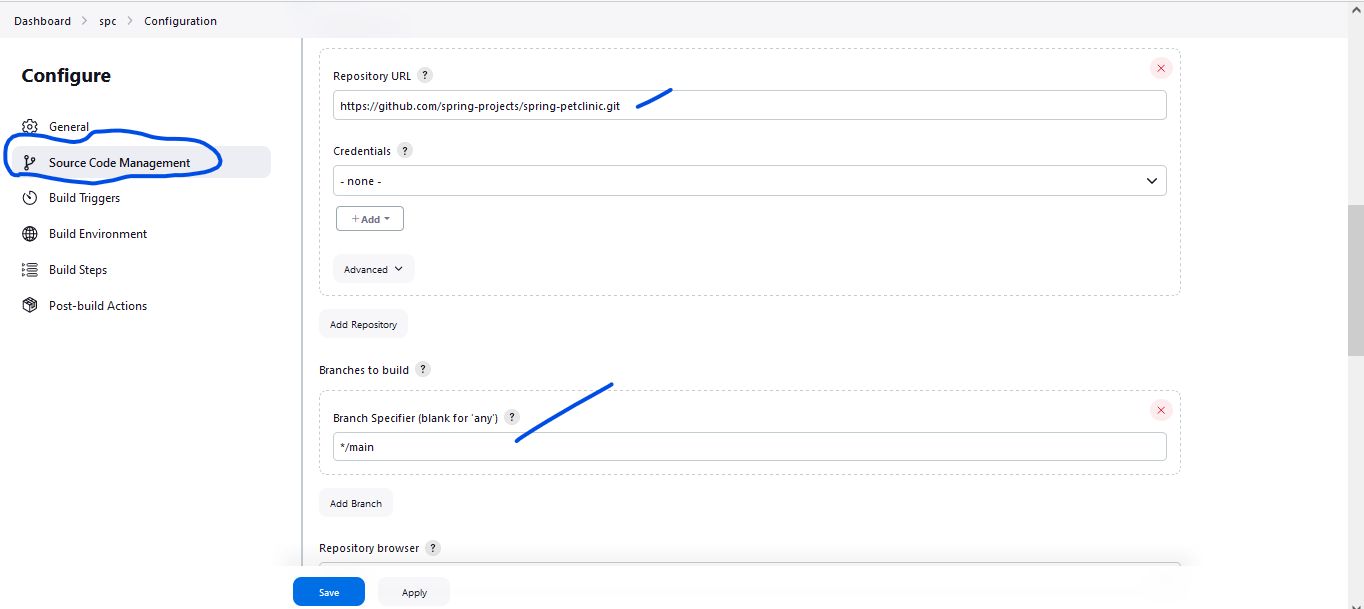 Dashboard > spc > Configuration
Configure
General
Source Code Management
Build Triggers
Build Environment
Build Steps
Post-build Actions
Repository URL ?
https://github.com/spring-projects/spring-petclinic.git
Credentials ?
- none -
+ Add
Advanced
Add Repository
Branches to build ?
Branch Specifier (blank for 'any') ?
*/main
Add Branch
Repository browser ?
Save
Apply